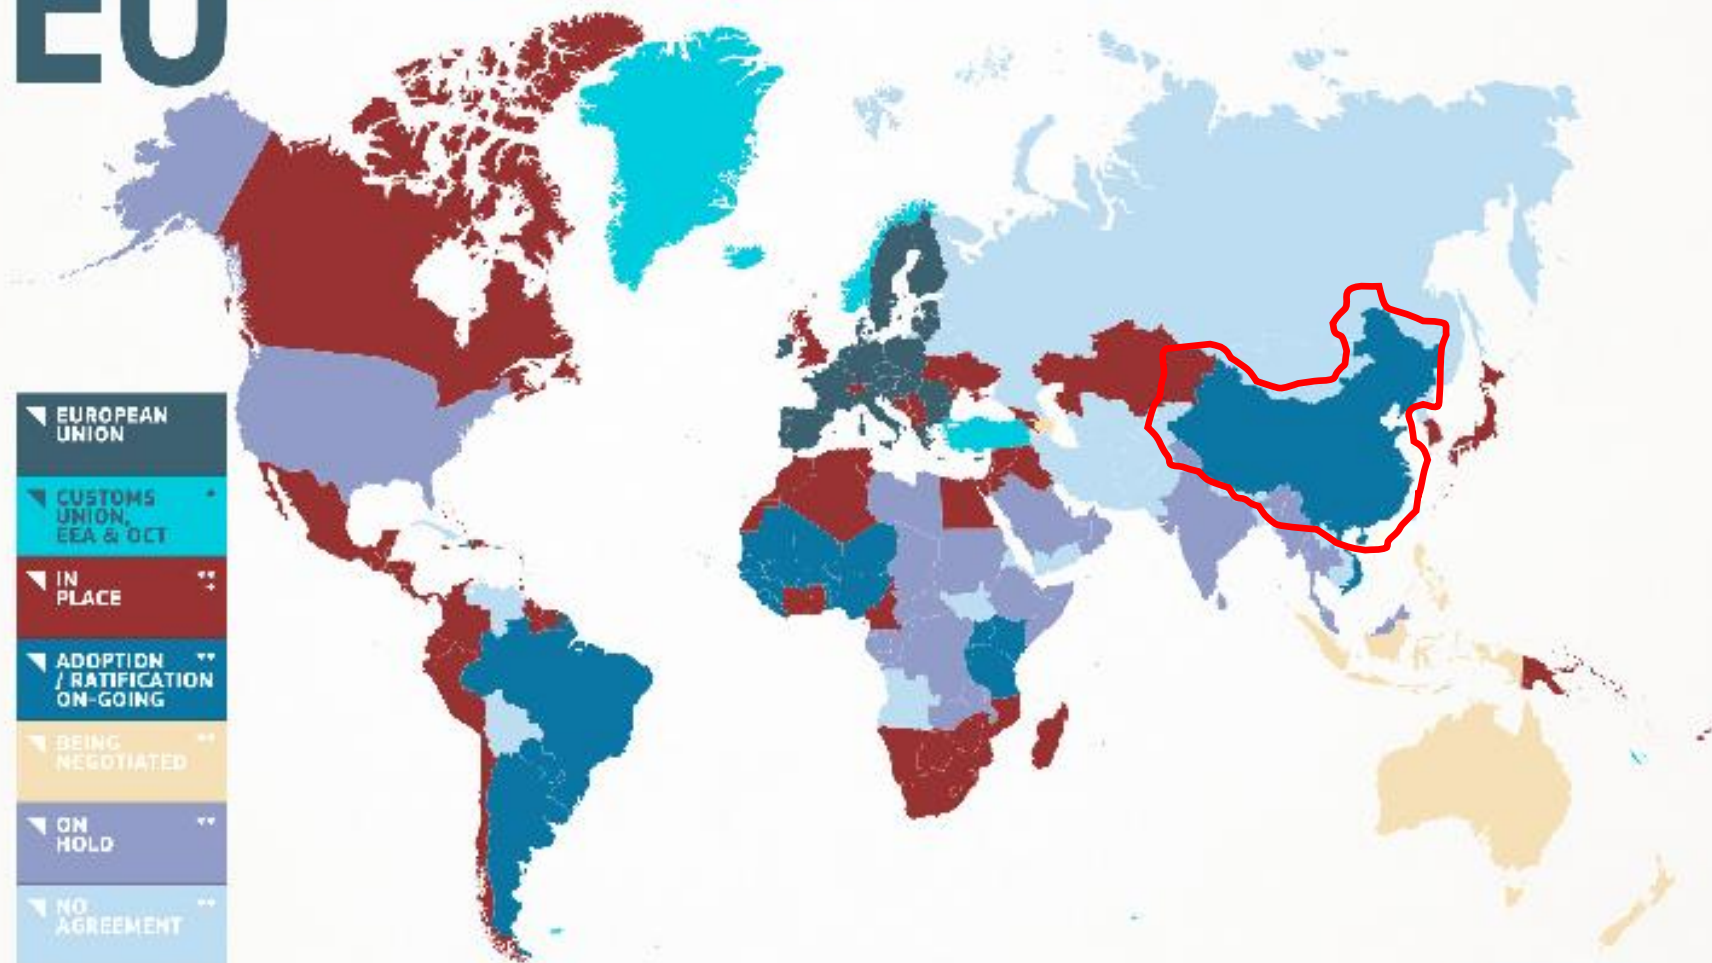 EU
EUROPEAN
UNION
CUSTOMS *
UNION,
EEA & OCT
IN
PLACE
ADOPTION
/ RATIFICATION
ON-GOING
BEING
NEGOTIATED
ON
HOLD
NO
AGREEMENT